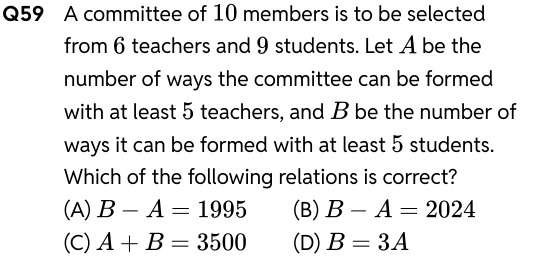 Q59 A committee of 10 members is to be selected
from 6 teachers and 9 students. Let A be the
number of ways the committee can be formed
with at least 5 teachers, and B be the number of
ways it can be formed with at least 5 students.
Which of the following relations is correct?
(A) B − A = 1995 (B) B − A = 2024
(C) A + B = 3500 (D) B = 3A